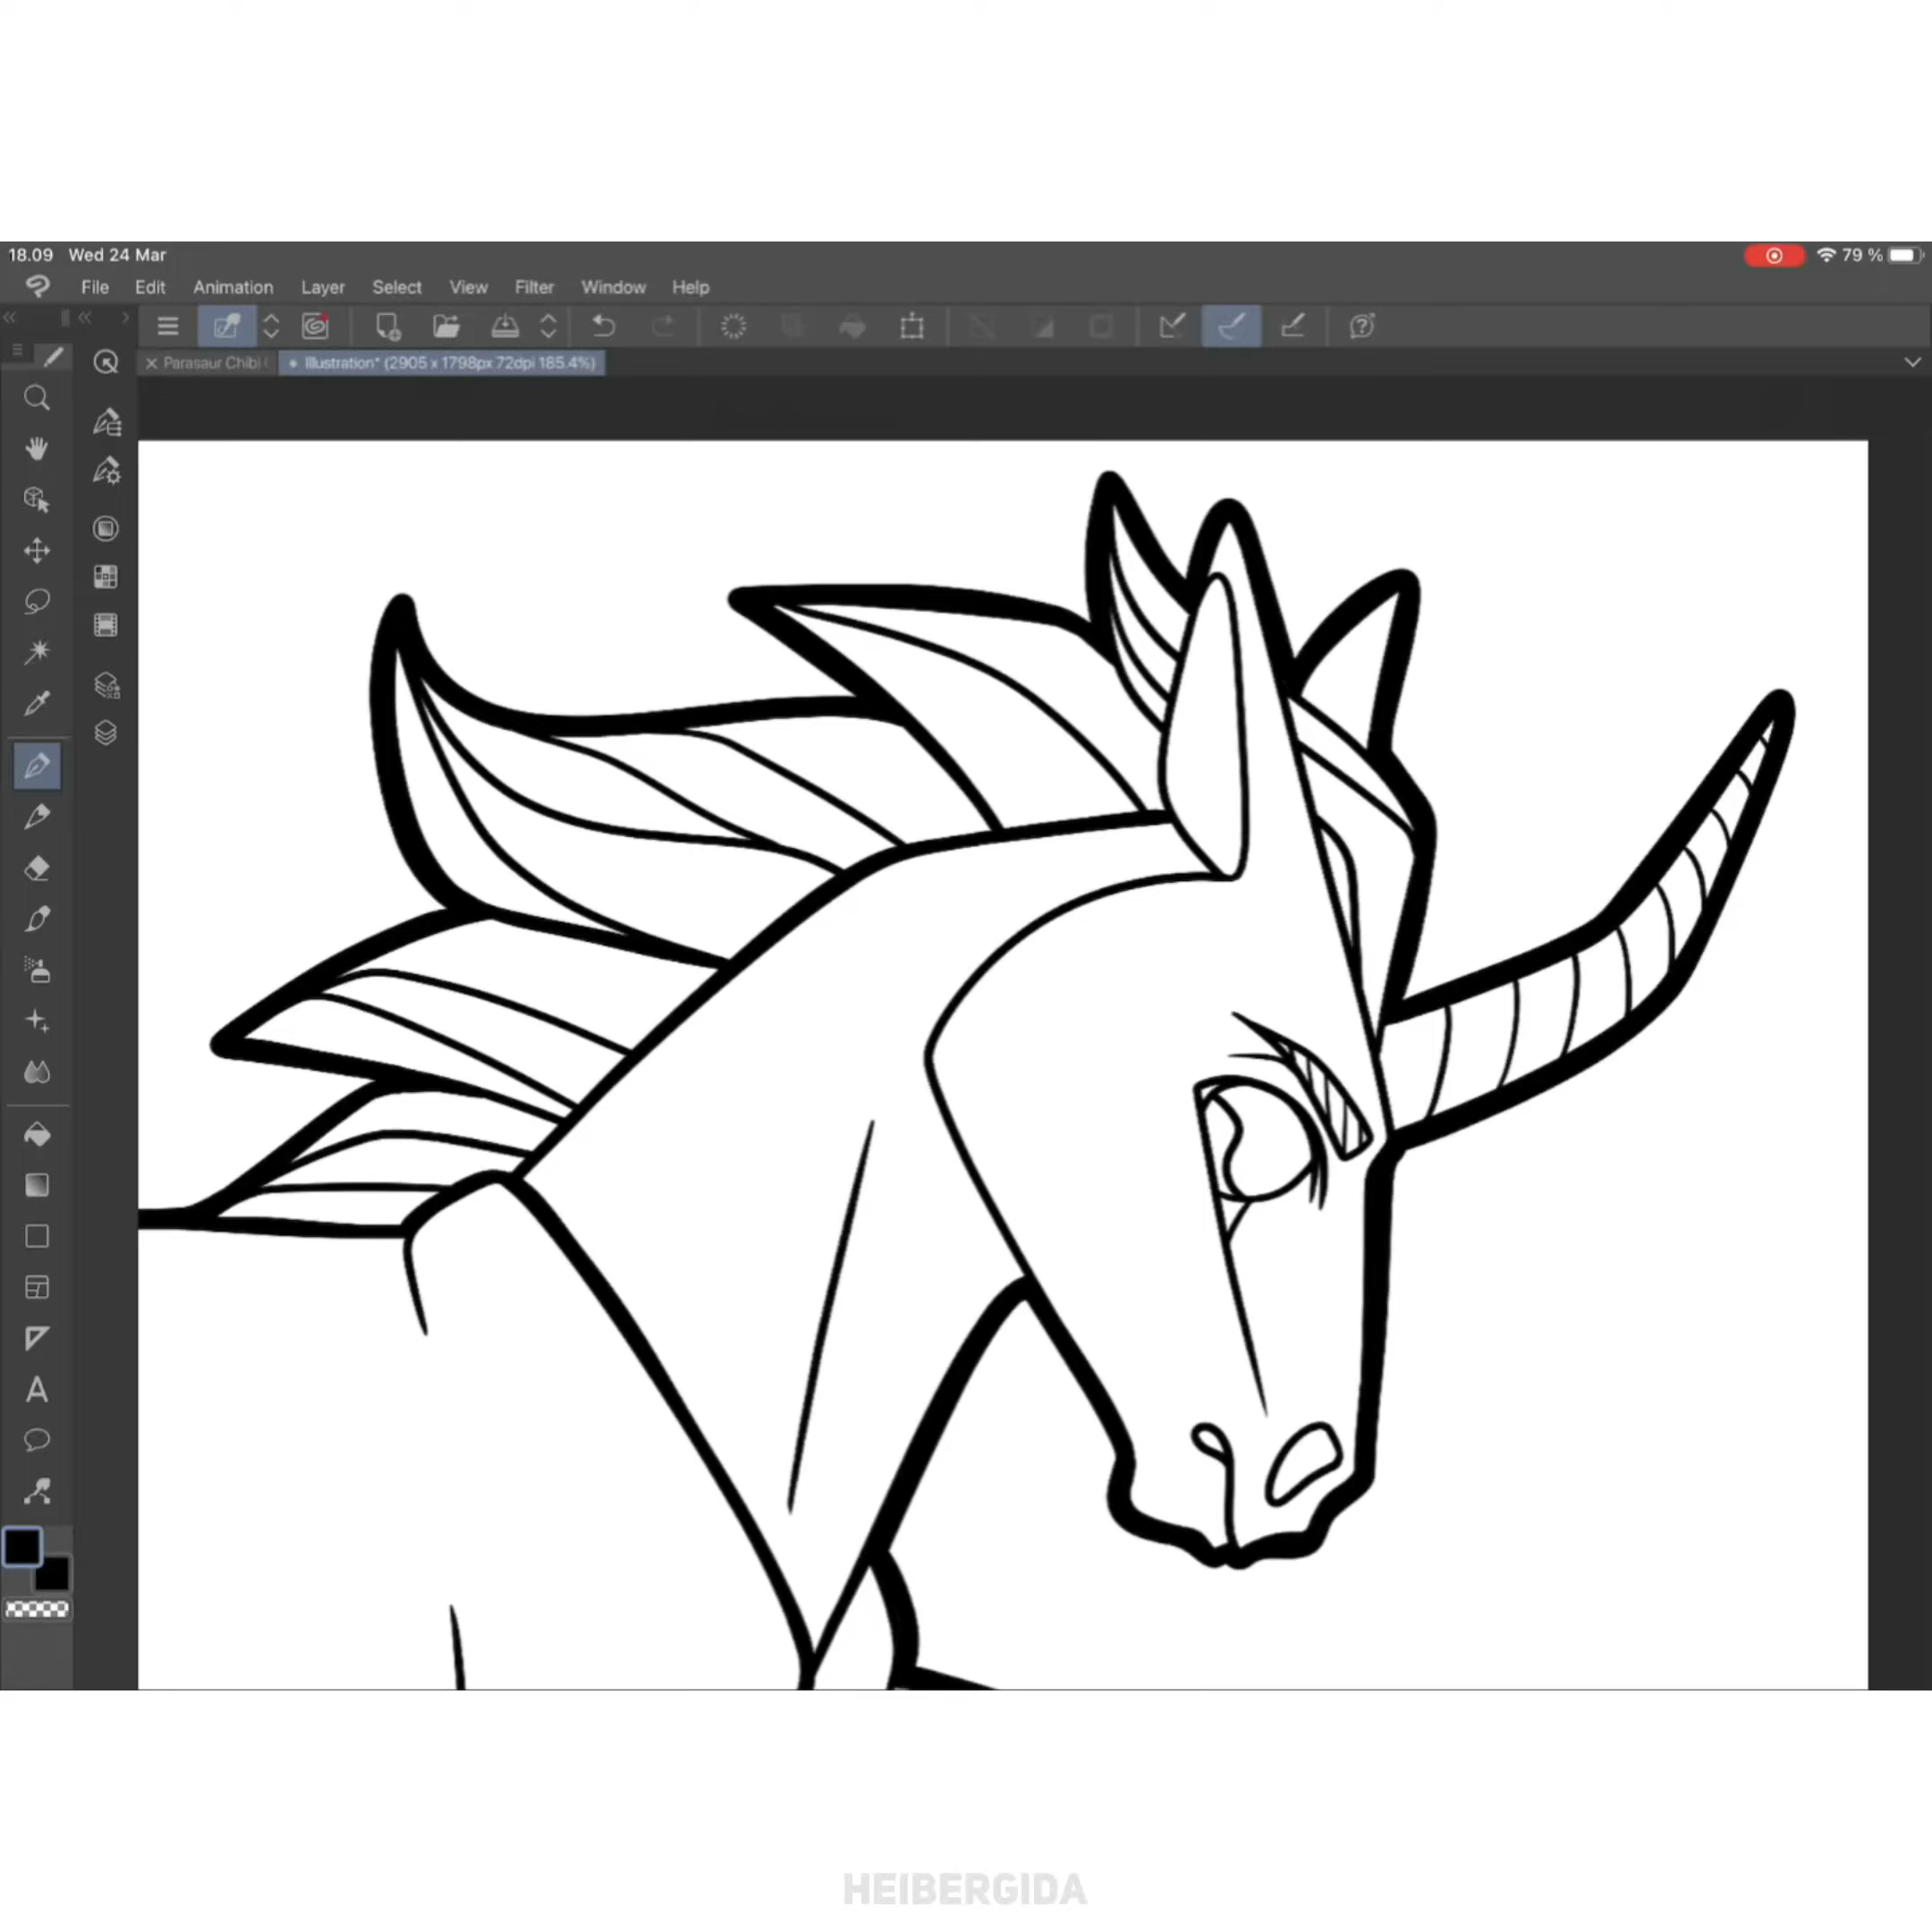 18.09 Wed 24 Mar
79 %
File Edit Animation Layer Select View Filter Window Help
Parasaur Chibi Illustration* (2905 x 1798px 72dpi 185.4%)
HEIBERGIDA